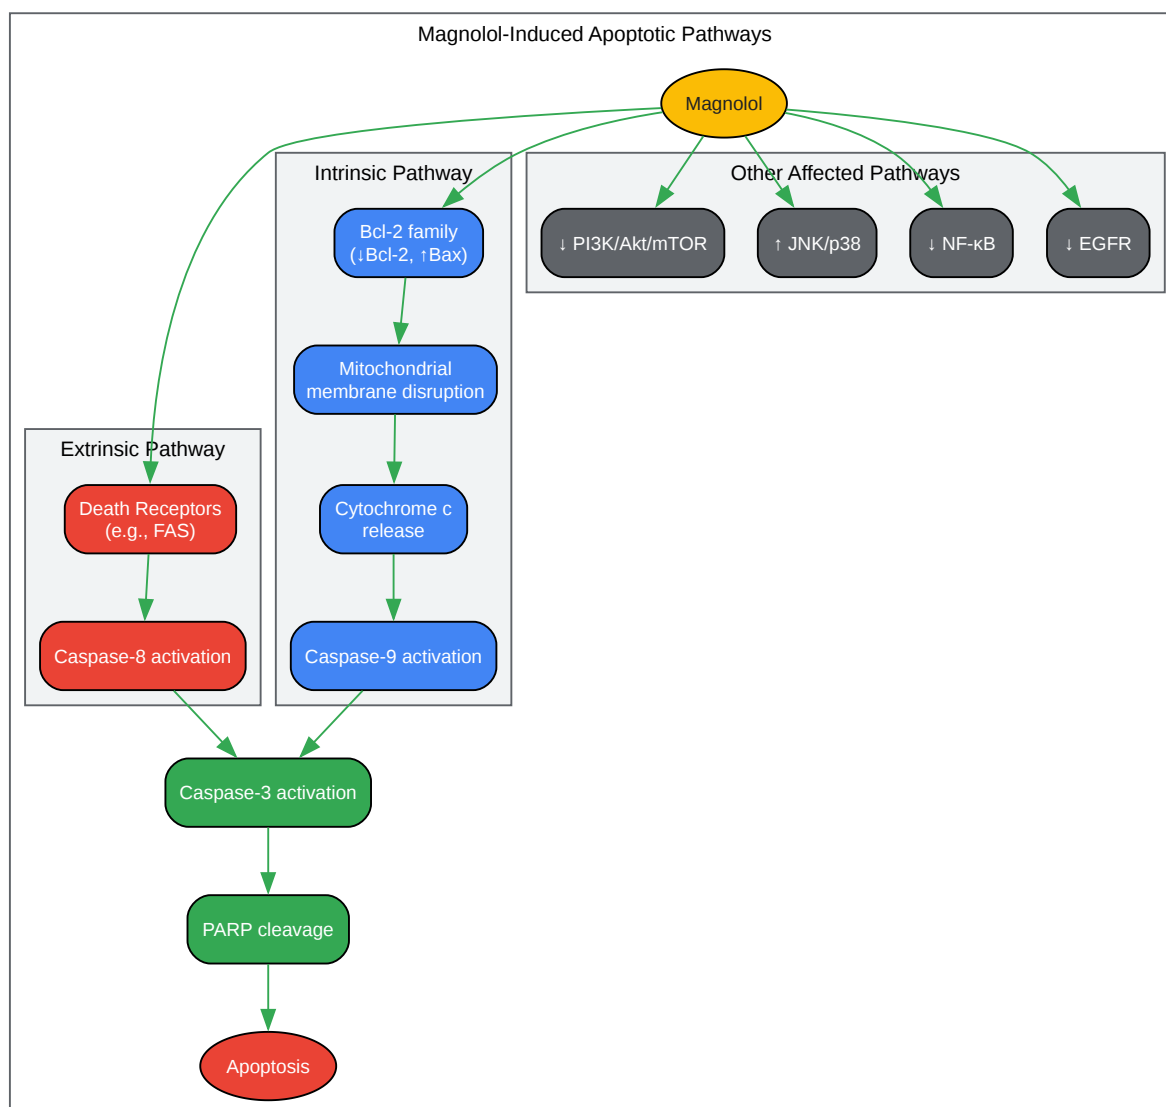 Magnolol-Induced Apoptotic Pathways
Magnolol
Intrinsic Pathway
Other Affected Pathways
Bcl-2 family
(↓Bcl-2, ↑Bax)
↓ PI3K/Akt/mTOR
↑ JNK/p38
↓ NF-κB
↓ EGFR
Mitochondrial
membrane disruption
Extrinsic Pathway
Death Receptors
(e.g., FAS)
Cytochrome c
release
Caspase-8 activation
Caspase-9 activation
Caspase-3 activation
PARP cleavage
Apoptosis